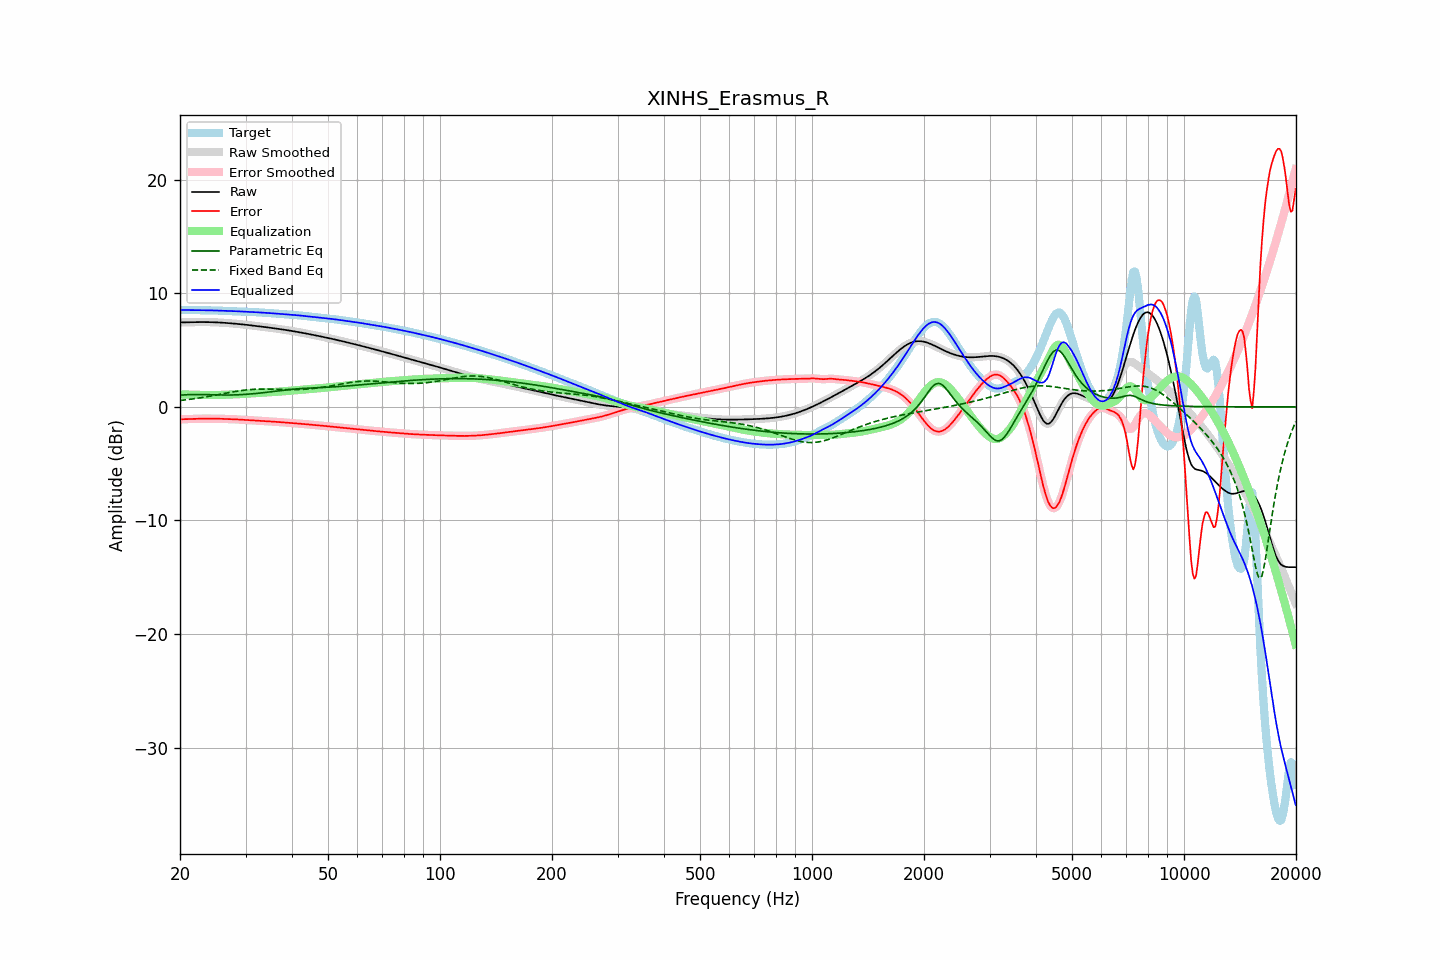 XINHS_Erasmus_R
Target
Raw Smoothed
Error Smoothed
Raw
Error
Equalization
Parametric Eq
Fixed Band Eq
Equalized
20
10
0
−10
−20
−30
Amplitude (dBr)
20
50
100
200
500
1000
2000
5000
10000
20000
Frequency (Hz)